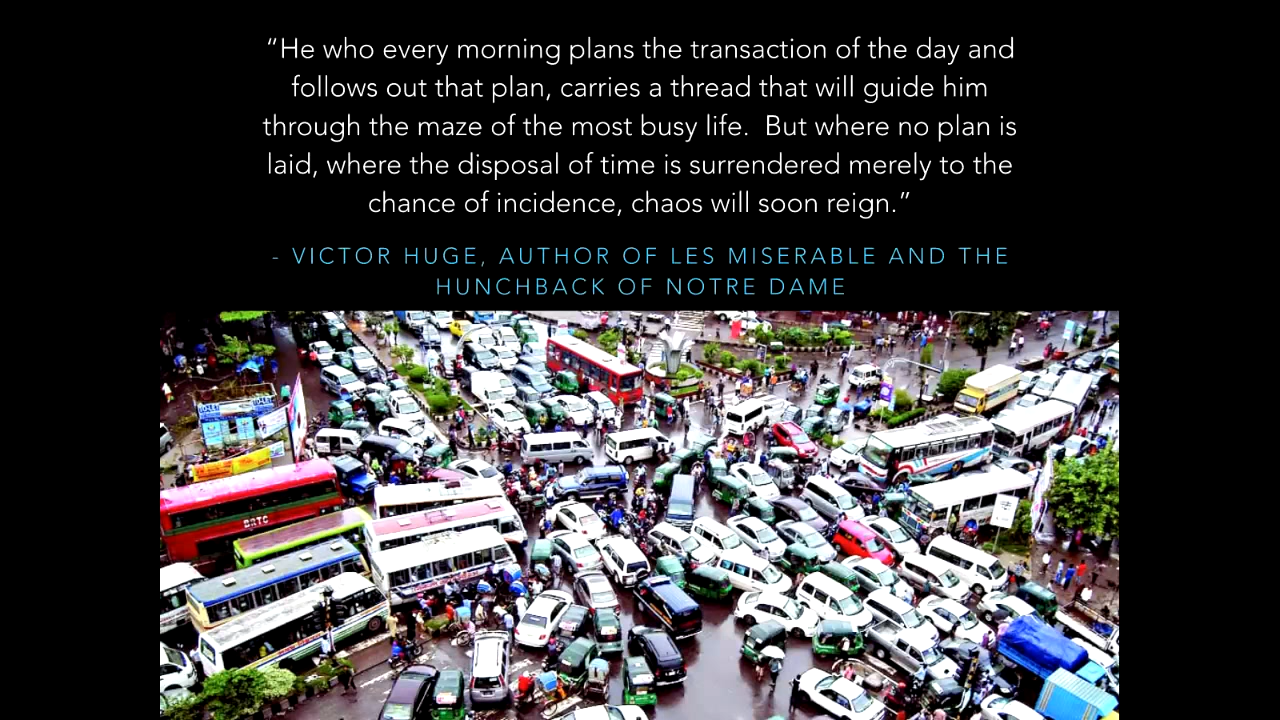 “He who every morning plans the transaction of the day and
follows out that plan, carries a thread that will guide him
through the maze of the most busy life.  But where no plan is
laid, where the disposal of time is surrendered merely to the
chance of incidence, chaos will soon reign.”
- VICTOR HUGE, AUTHOR OF LES MISERABLE AND THE
HUNCHBACK OF NOTRE DAME
BRTC